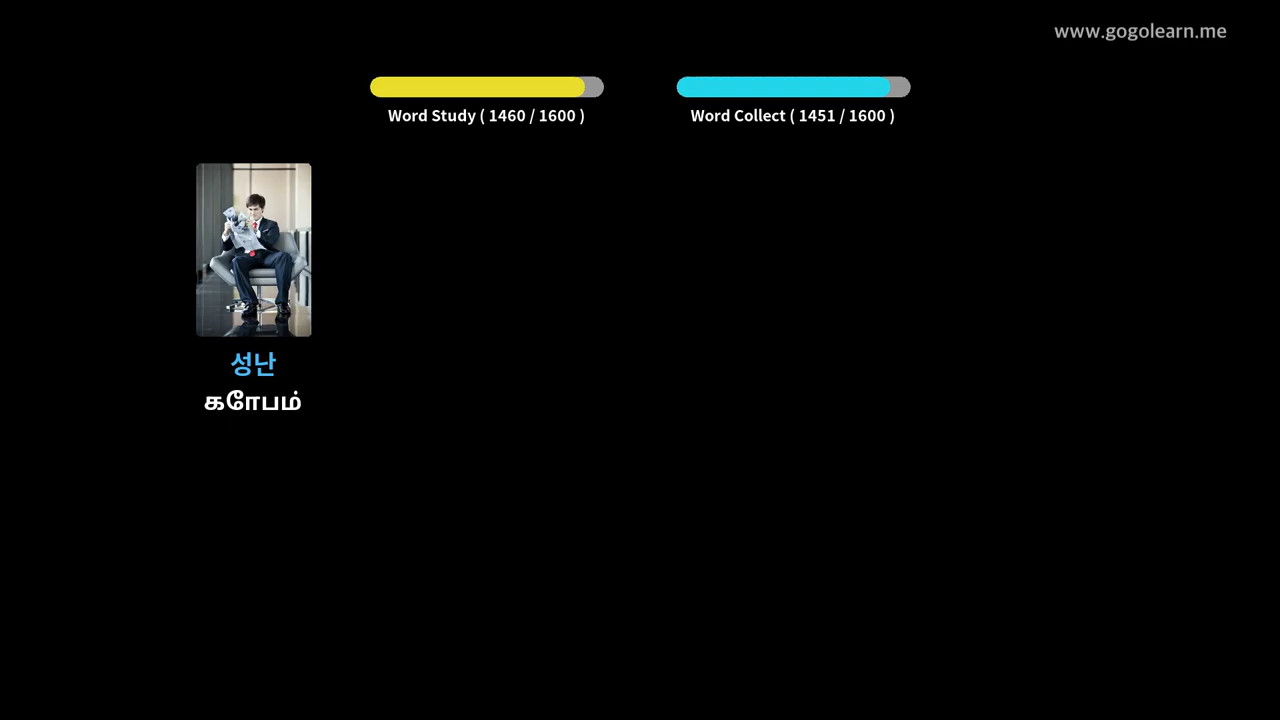 www.gogolearn.me
Word Study ( 1460 / 1600 )
Word Collect ( 1451 / 1600 )
성난
கோபம்